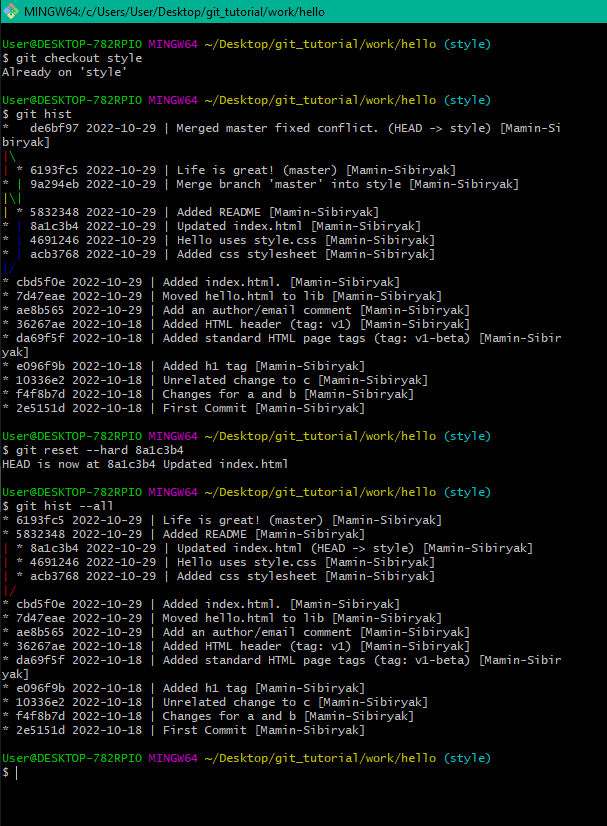 MINGW64:/c/Users/User/Desktop/git_tutorial/work/hello
User@DESKTOP-782RPIO MINGW64 ~/Desktop/git_tutorial/work/hello (style)
$ git checkout style
Already on 'style'
User@DESKTOP-782RPIO MINGW64 ~/Desktop/git_tutorial/work/hello (style)
$ git hist
*   de6bf97 2022-10-29 | Merged master fixed conflict. (HEAD -> style) [Mamin-Si
biryak]
|\
| * 6193fc5 2022-10-29 | Life is great! (master) [Mamin-Sibiryak]
* | 9a294eb 2022-10-29 | Merge branch 'master' into style [Mamin-Sibiryak]
|\|
| * 5832348 2022-10-29 | Added README [Mamin-Sibiryak]
* | 8a1c3b4 2022-10-29 | Updated index.html [Mamin-Sibiryak]
* | 4691246 2022-10-29 | Hello uses style.css [Mamin-Sibiryak]
* | acb3768 2022-10-29 | Added css stylesheet [Mamin-Sibiryak]
|/
* cbd5f0e 2022-10-29 | Added index.html. [Mamin-Sibiryak]
* 7d47eae 2022-10-29 | Moved hello.html to lib [Mamin-Sibiryak]
* ae8b565 2022-10-29 | Add an author/email comment [Mamin-Sibiryak]
* 36267ae 2022-10-18 | Added HTML header (tag: v1) [Mamin-Sibiryak]
* da69f5f 2022-10-18 | Added standard HTML page tags (tag: v1-beta) [Mamin-Sibir
yak]
* e096f9b 2022-10-18 | Added h1 tag [Mamin-Sibiryak]
* 10336e2 2022-10-18 | Unrelated change to c [Mamin-Sibiryak]
* f4f8b7d 2022-10-18 | Changes for a and b [Mamin-Sibiryak]
* 2e5151d 2022-10-18 | First Commit [Mamin-Sibiryak]
User@DESKTOP-782RPIO MINGW64 ~/Desktop/git_tutorial/work/hello (style)
$ git reset --hard 8a1c3b4
HEAD is now at 8a1c3b4 Updated index.html
User@DESKTOP-782RPIO MINGW64 ~/Desktop/git_tutorial/work/hello (style)
$ git hist --all
* 6193fc5 2022-10-29 | Life is great! (master) [Mamin-Sibiryak]
* 5832348 2022-10-29 | Added README [Mamin-Sibiryak]
| * 8a1c3b4 2022-10-29 | Updated index.html (HEAD -> style) [Mamin-Sibiryak]
| * 4691246 2022-10-29 | Hello uses style.css [Mamin-Sibiryak]
| * acb3768 2022-10-29 | Added css stylesheet [Mamin-Sibiryak]
|/
* cbd5f0e 2022-10-29 | Added index.html. [Mamin-Sibiryak]
* 7d47eae 2022-10-29 | Moved hello.html to lib [Mamin-Sibiryak]
* ae8b565 2022-10-29 | Add an author/email comment [Mamin-Sibiryak]
* 36267ae 2022-10-18 | Added HTML header (tag: v1) [Mamin-Sibiryak]
* da69f5f 2022-10-18 | Added standard HTML page tags (tag: v1-beta) [Mamin-Sibir
yak]
* e096f9b 2022-10-18 | Added h1 tag [Mamin-Sibiryak]
* 10336e2 2022-10-18 | Unrelated change to c [Mamin-Sibiryak]
* f4f8b7d 2022-10-18 | Changes for a and b [Mamin-Sibiryak]
* 2e5151d 2022-10-18 | First Commit [Mamin-Sibiryak]
User@DESKTOP-782RPIO MINGW64 ~/Desktop/git_tutorial/work/hello (style)
$